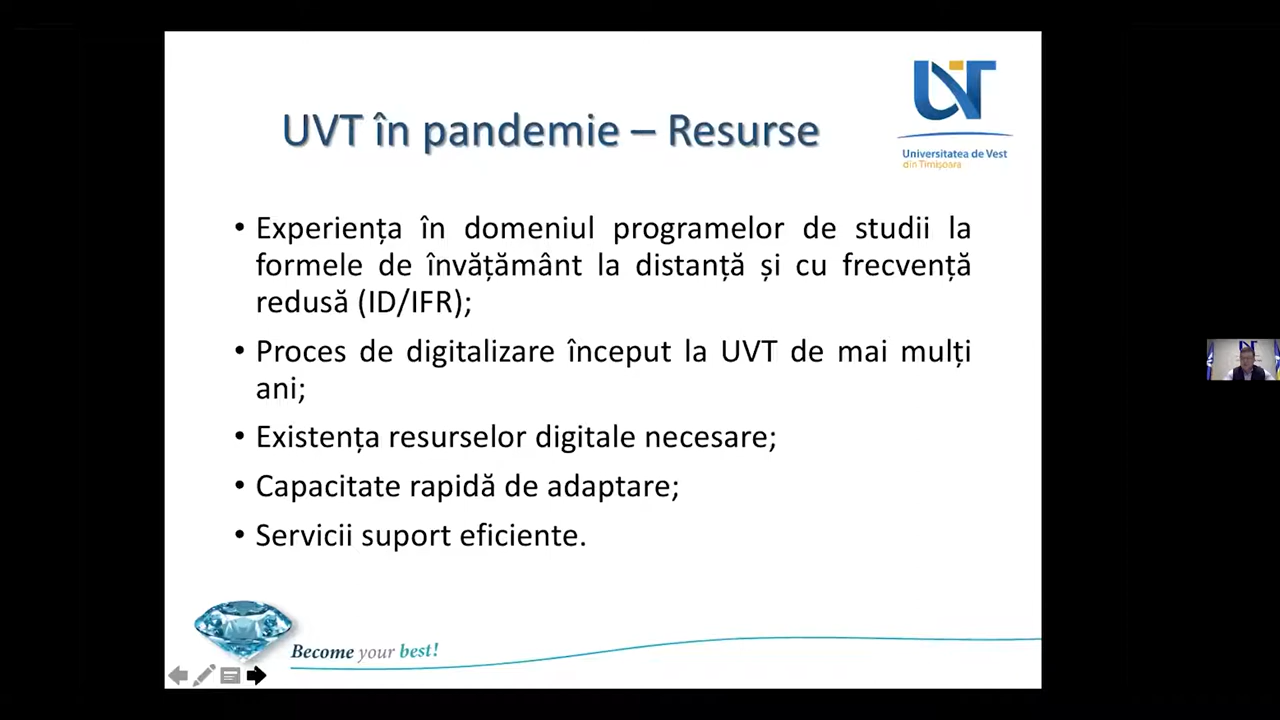 UVT
UVT în pandemie – Resurse
Universitatea de Vest
din Timișoara
• Experiența în domeniul programelor de studii la
formele de învățământ la distanță și cu frecvență
redusă (ID/IFR);
• Proces de digitalizare început la UVT de mai mulți
ani;
• Existența resurselor digitale necesare;
• Capacitate rapidă de adaptare;
• Servicii suport eficiente.
Become your best!